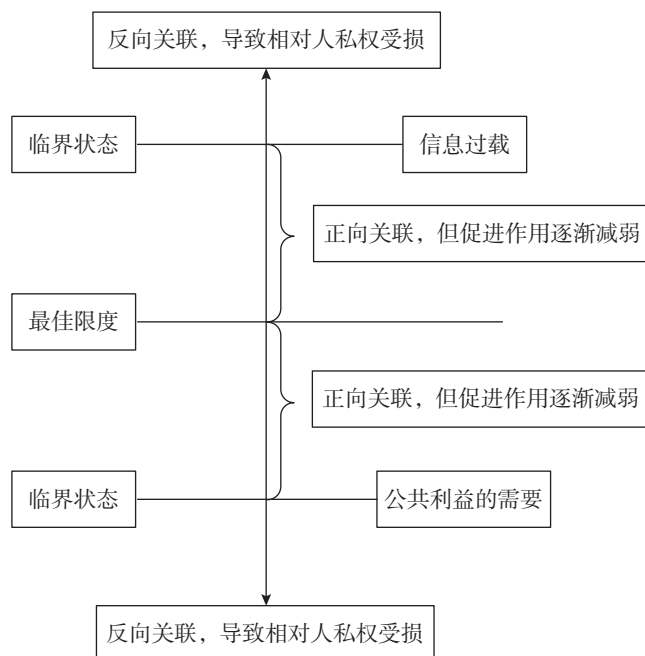 反向关联，导致相对人私权受损
临界状态
信息过载
正向关联，但促进作用逐渐减弱
最佳限度
正向关联，但促进作用逐渐减弱
临界状态
公共利益的需要
反向关联，导致相对人私权受损